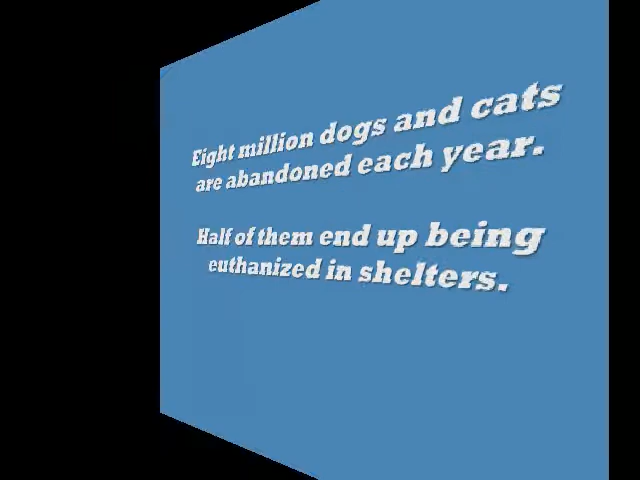 Eight million dogs and cats
are abandoned each year.
Half of them end up being
euthanized in shelters.